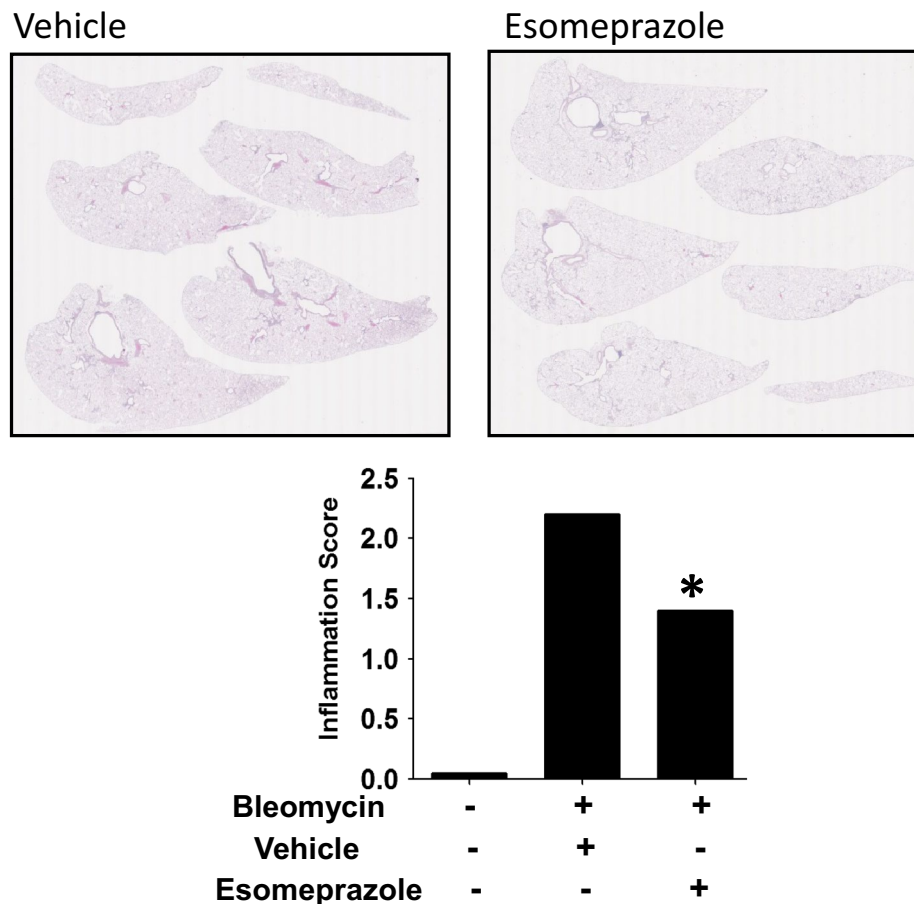 Vehicle
Esomeprazole
Inflammation Score
2.5
2.0
1.5
1.0
0.5
0.0
*
Bleomycin - + +
Vehicle - + -
Esomeprazole - - +